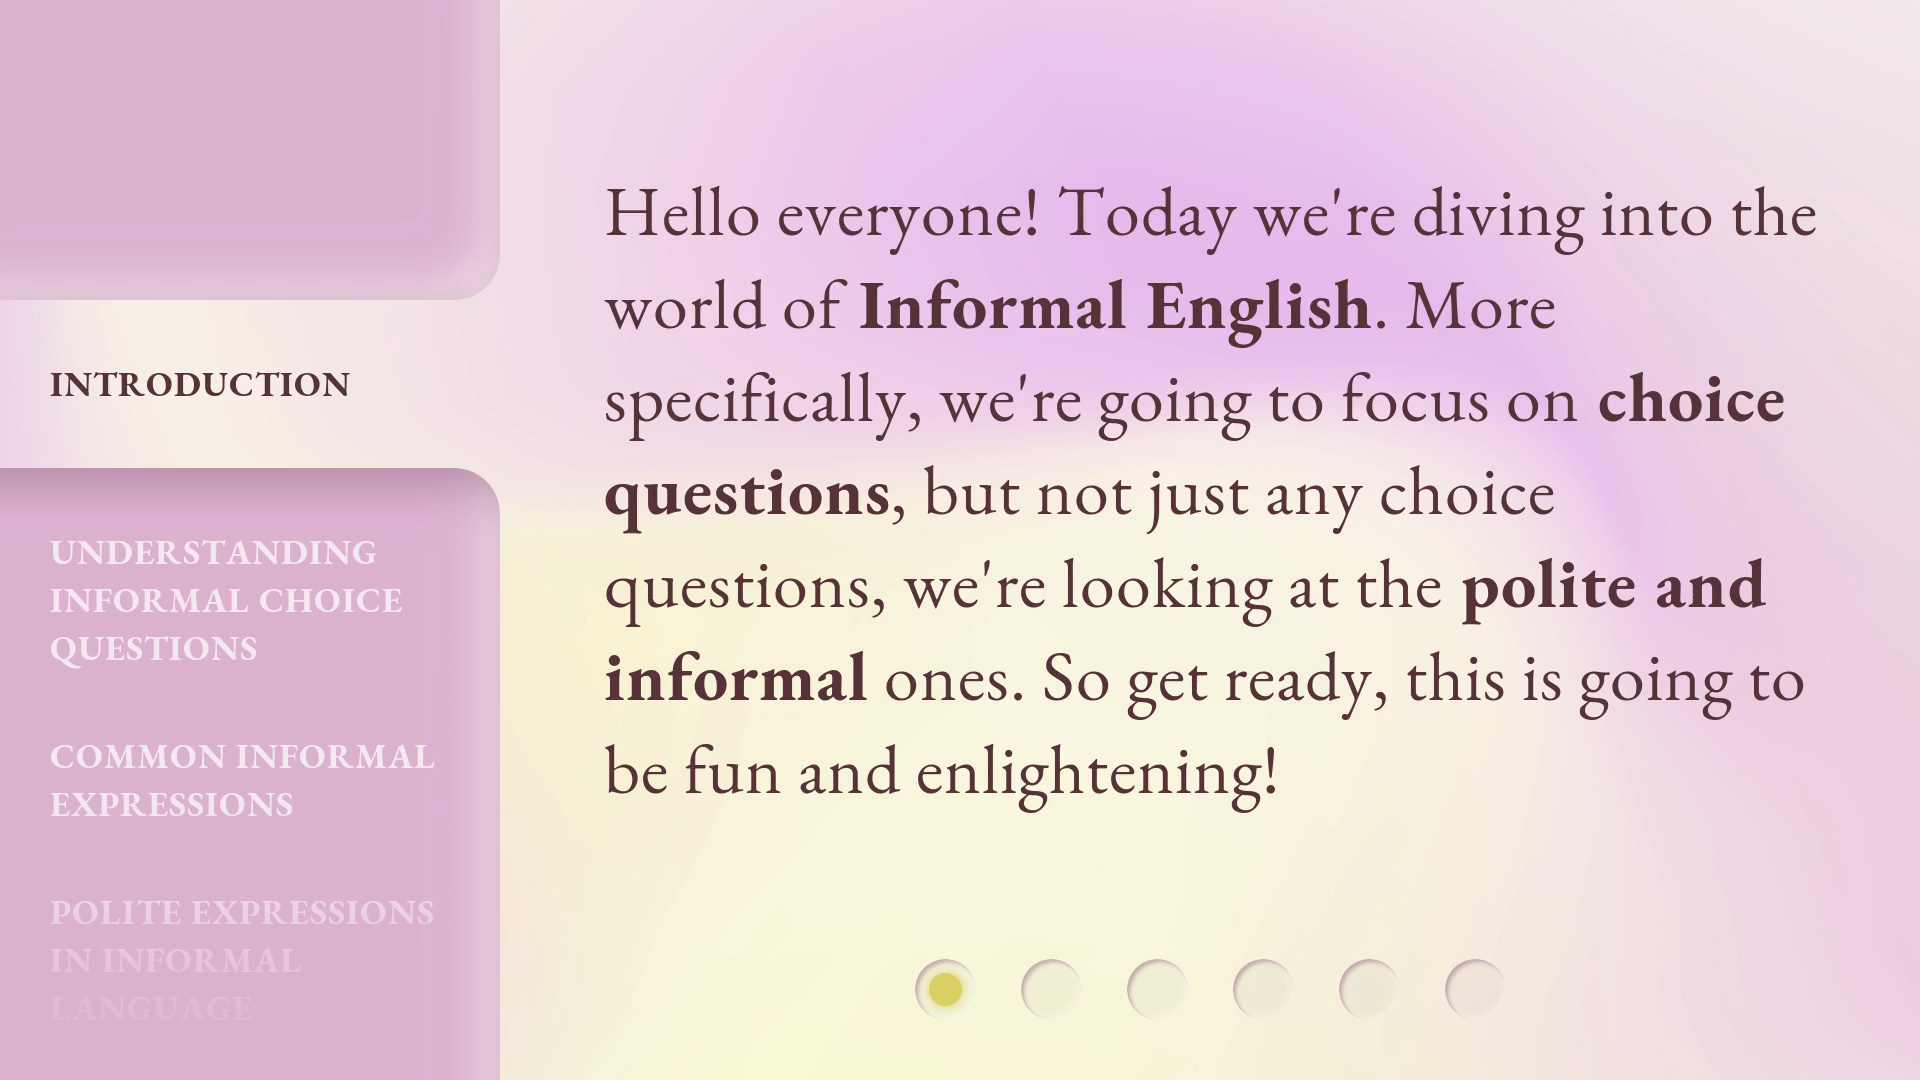 INTRODUCTION
UNDERSTANDING
INFORMAL CHOICE
QUESTIONS
COMMON INFORMAL
EXPRESSIONS
POLITE EXPRESSIONS
IN INFORMAL
LANGUAGE
Hello everyone! Today we're diving into the
world of Informal English. More
specifically, we're going to focus on choice
questions, but not just any choice
questions, we're looking at the polite and
informal ones. So get ready, this is going to
be fun and enlightening!